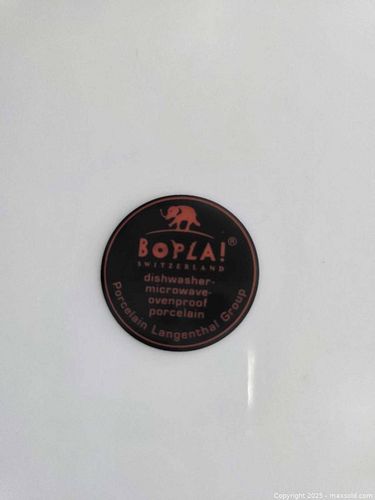 BOPLA!®
SWITZERLAND
dishwasher-
microwave-
ovenproof
porcelain
Porcelain Langenthal Group
Copyright 2025 - maxsold.com